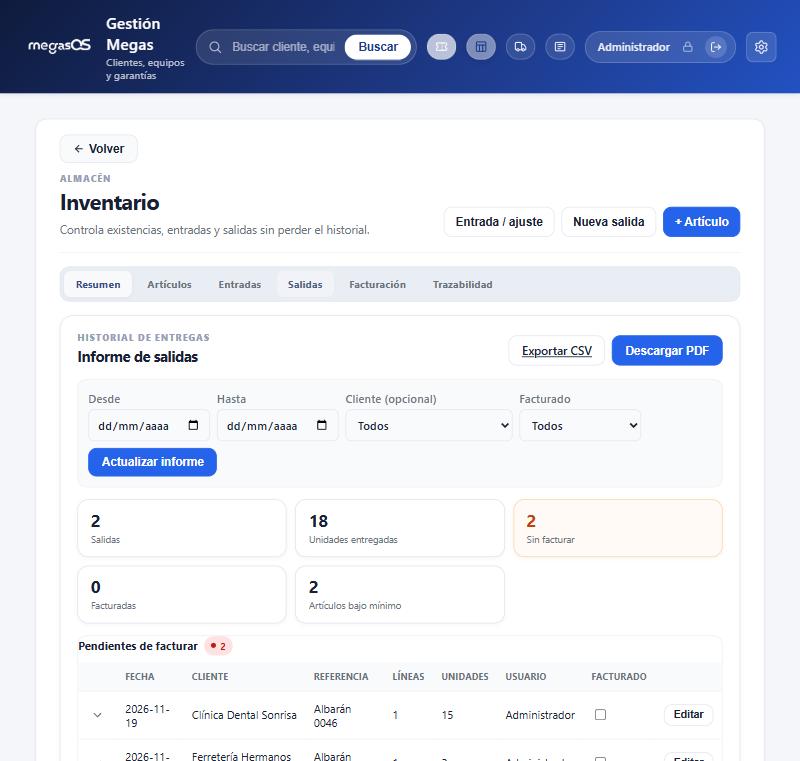 megasOS
Gestión
Megas
Clientes, equipos
y garantías
Buscar cliente, equi
Buscar
Administrador
← Volver
ALMACÉN
Inventario
Controla existencias, entradas y salidas sin perder el historial.
Entrada / ajuste
Nueva salida
+ Artículo
Resumen Artículos Entradas Salidas Facturación Trazabilidad
HISTORIAL DE ENTREGAS
Informe de salidas
Exportar CSV
Descargar PDF
Desde Hasta Cliente (opcional) Facturado
dd/mm/aaaa dd/mm/aaaa Todos Todos
Actualizar informe
2
Salidas
18
Unidades entregadas
2
Sin facturar
0
Facturadas
2
Artículos bajo mínimo
Pendientes de facturar 2
FECHA CLIENTE REFERENCIA LÍNEAS UNIDADES USUARIO FACTURADO
2026-11-19 Clínica Dental Sonrisa Albarán 0046 1 15 Administrador Editar
2026-11- Ferretería Hermanos Albarán